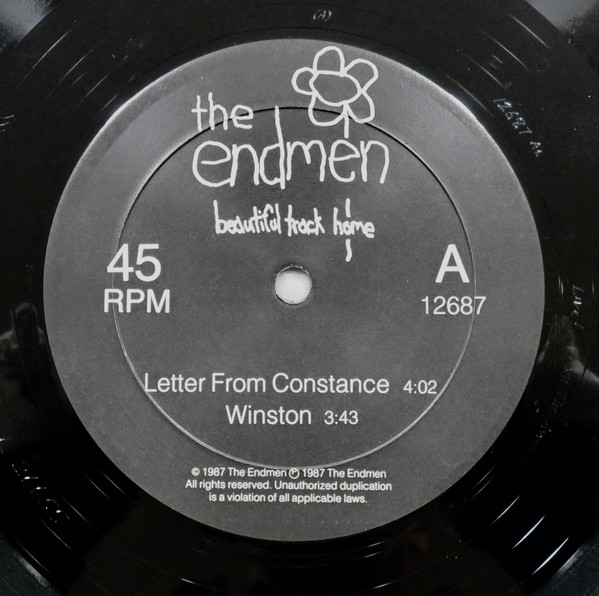 the
endmen
beautiful track home
45
RPM
A
12687
Letter From Constance 4:02
Winston 3:43
© 1987 The Endmen ℗ 1987 The Endmen
All rights reserved. Unauthorized duplication
is a violation of all applicable laws.